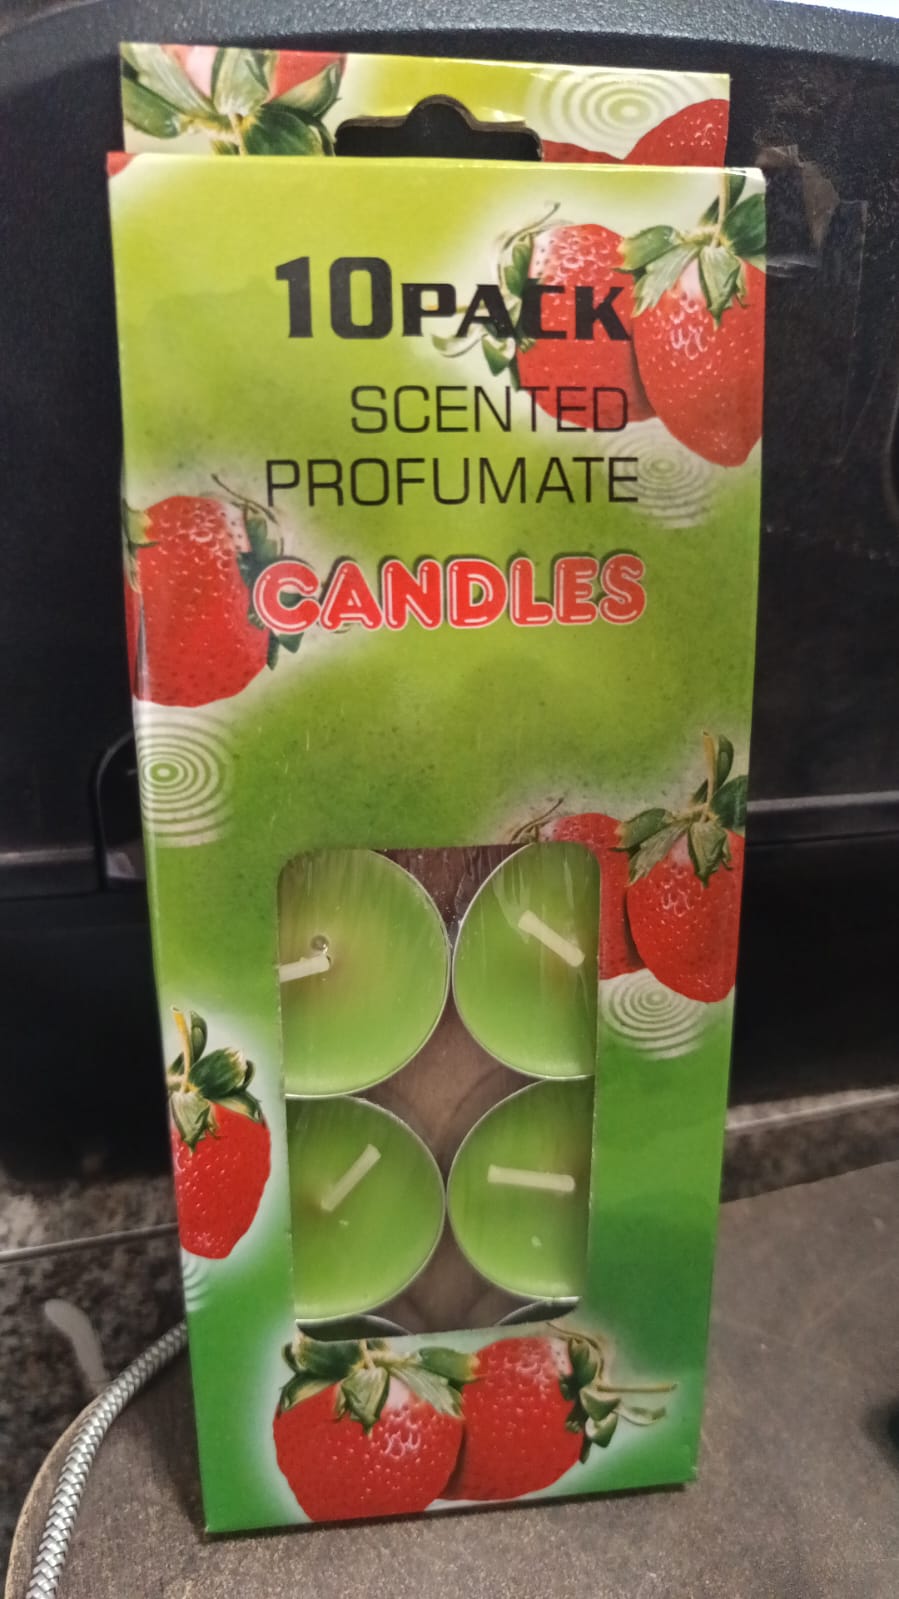 10PACK
SCENTED
PROFUMATE
CANDLES